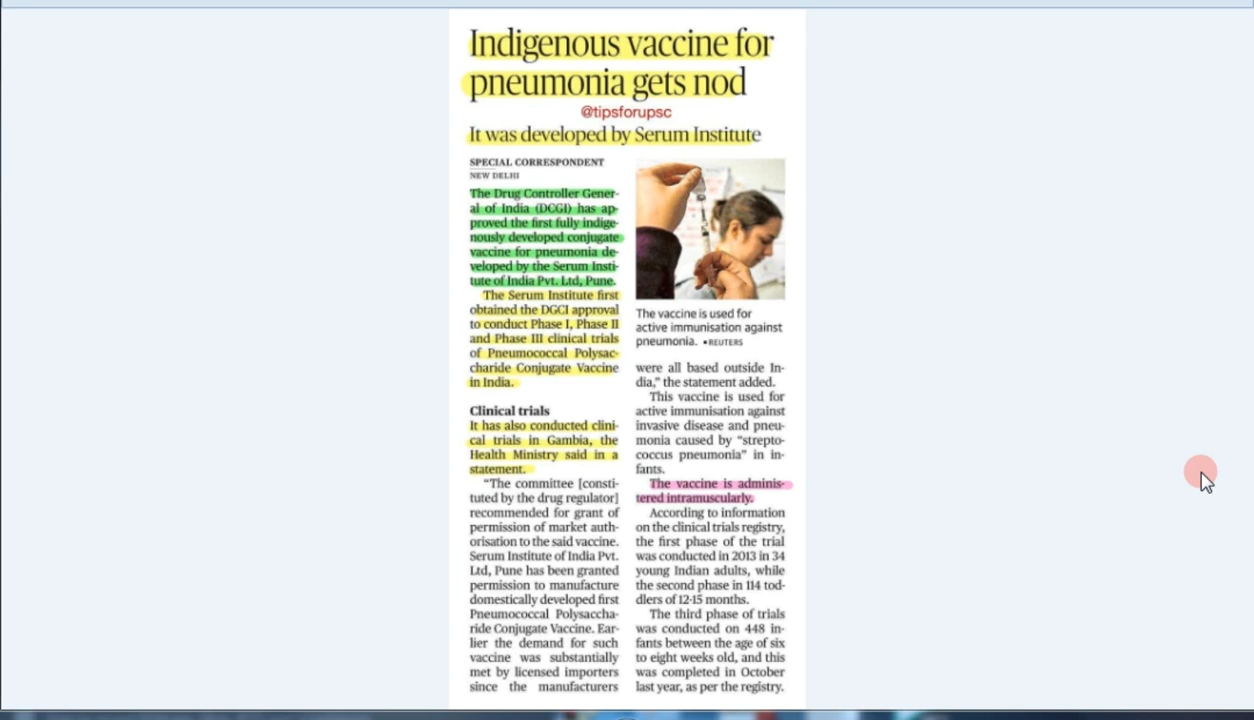 Indigenous vaccine for
pneumonia gets nod
@tipsforupsc
It was developed by Serum Institute
SPECIAL CORRESPONDENT
NEW DELHI
The Drug Controller Gener-
al of India (DCGI) has ap-
proved the first fully indige-
nously developed conjugate
vaccine for pneumonia de-
veloped by the Serum Insti-
tute of India Pvt. Ltd, Pune.
The Serum Institute first
obtained the DGCI approval
to conduct Phase I, Phase II
and Phase III clinical trials
of Pneumococcal Polysac-
charide Conjugate Vaccine
in India.
Clinical trials
It has also conducted clini-
cal trials in Gambia, the
Health Ministry said in a
statement.
“The committee [consti-
tuted by the drug regulator]
recommended for grant of
permission of market auth-
orisation to the said vaccine.
Serum Institute of India Pvt.
Ltd, Pune has been granted
permission to manufacture
domestically developed first
Pneumococcal Polysaccha-
ride Conjugate Vaccine. Ear-
lier the demand for such
vaccine was substantially
met by licensed importers
since the manufacturers
The vaccine is used for
active immunisation against
pneumonia. ▪REUTERS
were all based outside In-
dia,” the statement added.
This vaccine is used for
active immunisation against
invasive disease and pneu-
monia caused by “strepto-
coccus pneumonia” in in-
fants.
The vaccine is adminis-
tered intramuscularly.
According to information
on the clinical trials registry,
the first phase of the trial
was conducted in 2013 in 34
young Indian adults, while
the second phase in 114 tod-
dlers of 12-15 months.
The third phase of trials
was conducted on 448 in-
fants between the age of six
to eight weeks old, and this
was completed in October
last year, as per the registry.